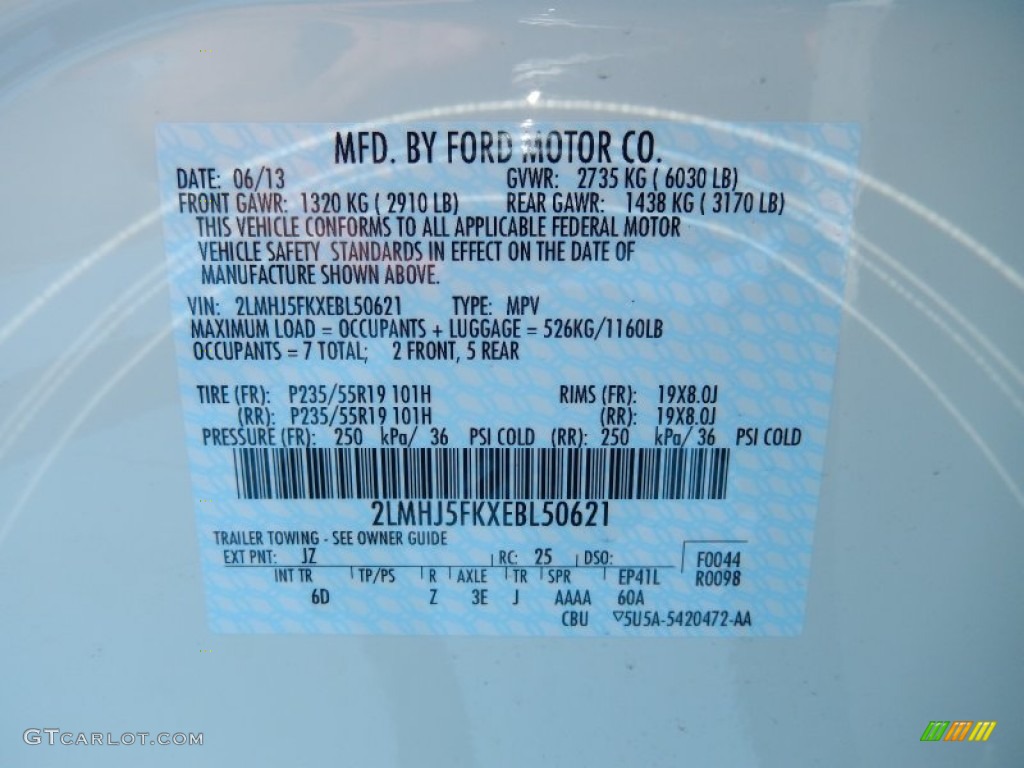 MFD. BY FORD MOTOR CO.
DATE: 06/13 GVWR: 2735 KG ( 6030 LB)
FRONT GAWR: 1320 KG ( 2910 LB) REAR GAWR: 1438 KG ( 3170 LB)
THIS VEHICLE CONFORMS TO ALL APPLICABLE FEDERAL MOTOR
VEHICLE SAFETY STANDARDS IN EFFECT ON THE DATE OF
MANUFACTURE SHOWN ABOVE.
VIN: 2LMHJ5FKXEBL50621 TYPE: MPV
MAXIMUM LOAD = OCCUPANTS + LUGGAGE = 526KG/1160LB
OCCUPANTS = 7 TOTAL; 2 FRONT, 5 REAR
TIRE (FR): P235/55R19 101H RIMS (FR): 19X8.0J
(RR): P235/55R19 101H (RR): 19X8.0J
PRESSURE (FR): 250 kPa/ 36 PSI COLD (RR): 250 kPa/ 36 PSI COLD
2LMHJ5FKXEBL50621
TRAILER TOWING - SEE OWNER GUIDE
EXT PNT: JZ RC: 25 DSO: F0044
INT TR TP/PS R AXLE TR SPR EP41L R0098
6D Z 3E J AAAA 60A
CBU ▽5U5A-5420472-AA
GTCARLOT.COM